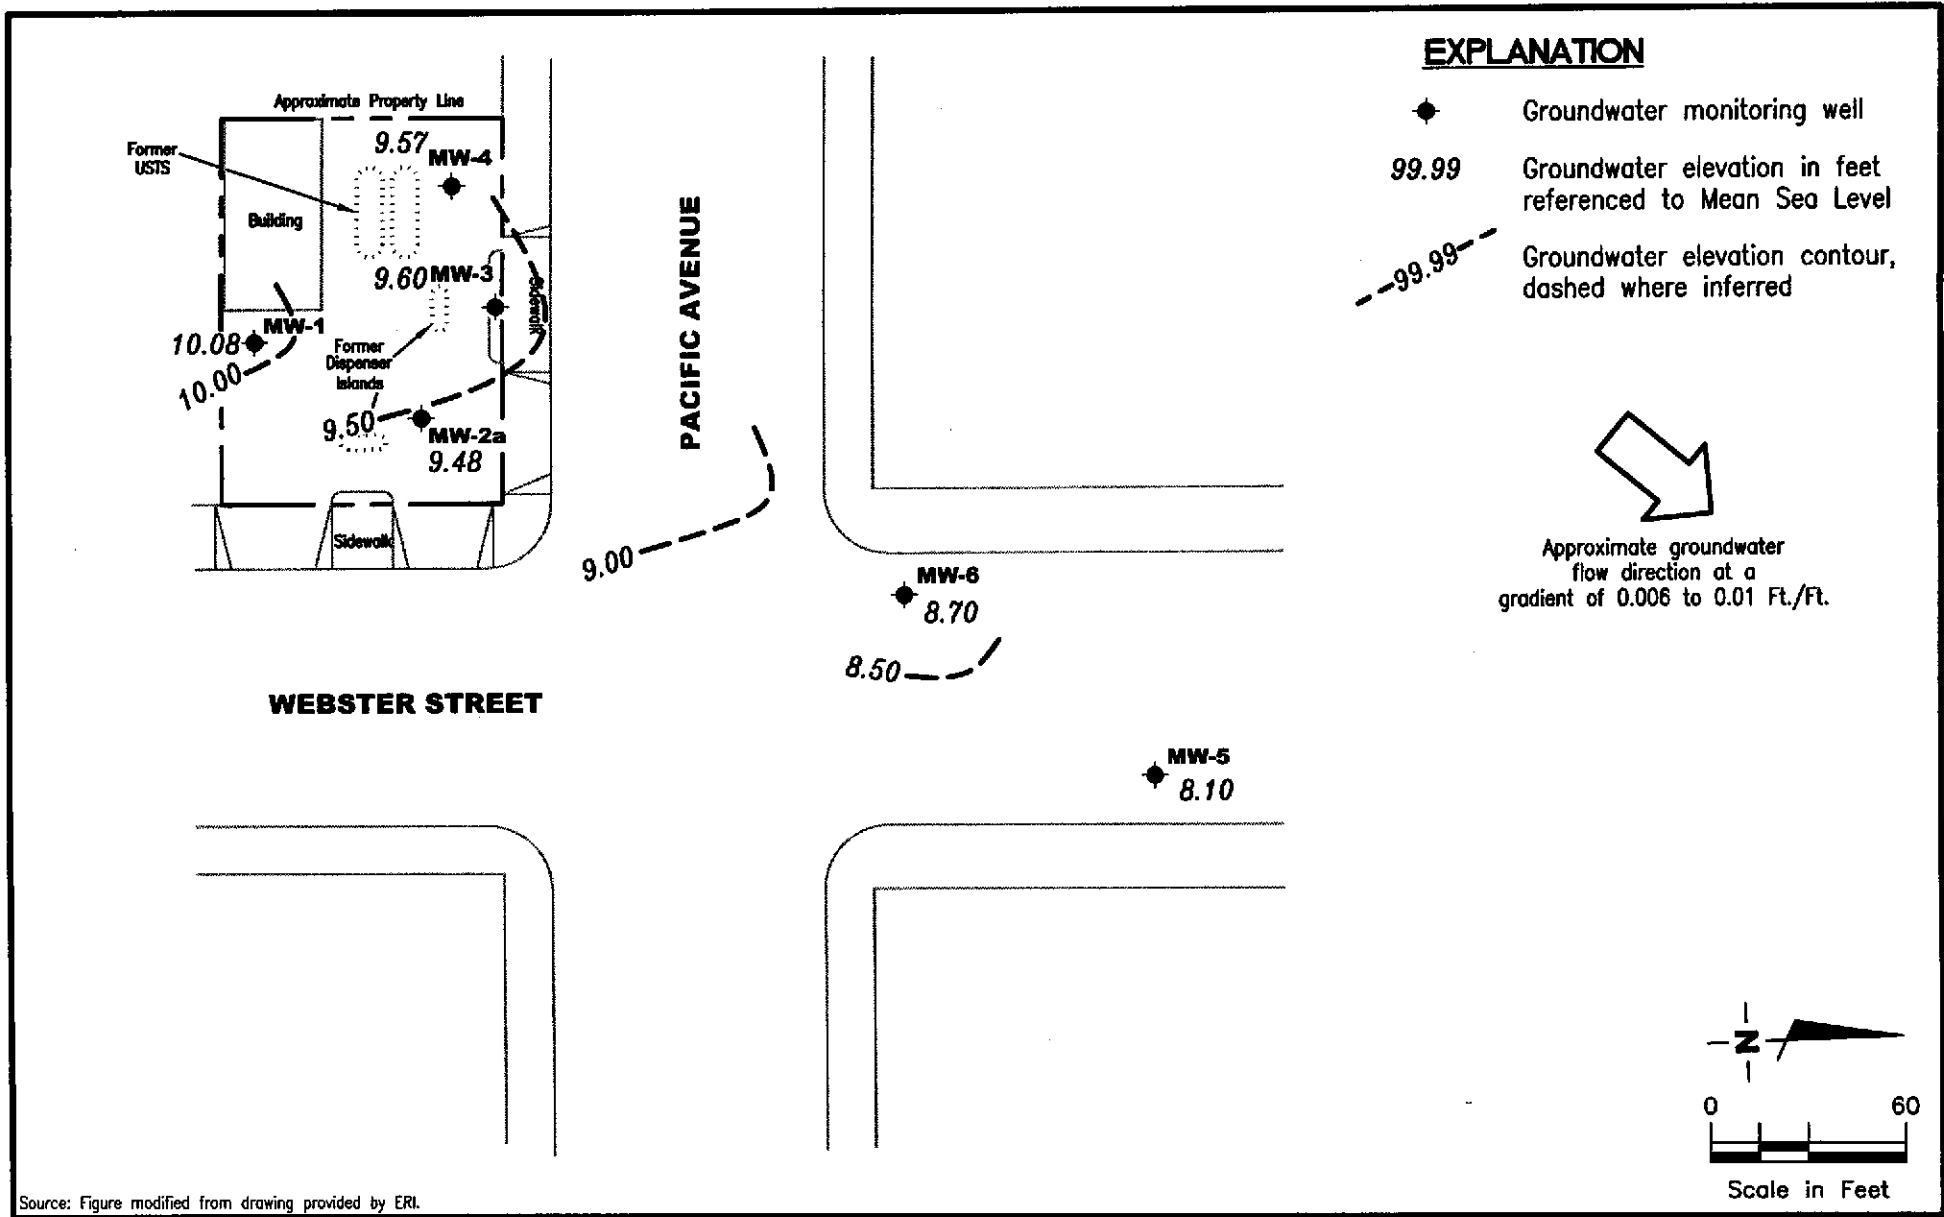 EXPLANATION
Groundwater monitoring well
99.99
Groundwater elevation in feet
referenced to Mean Sea Level
99.99
Groundwater elevation contour,
dashed where inferred
Approximate groundwater
flow direction at a
gradient of 0.006 to 0.01 Ft./Ft.
Approximate Property Line
Former
USTS
Building
9.57
MW-4
9.60
MW-3
Sidewalk
MW-1
10.08
10.00
Former
Dispenser
Islands
9.50
MW-2a
9.48
Sidewalk
PACIFIC AVENUE
9.00
MW-6
8.70
8.50
WEBSTER STREET
MW-5
8.10
N
0 60
Scale in Feet
Source: Figure modified from drawing provided by ERI.